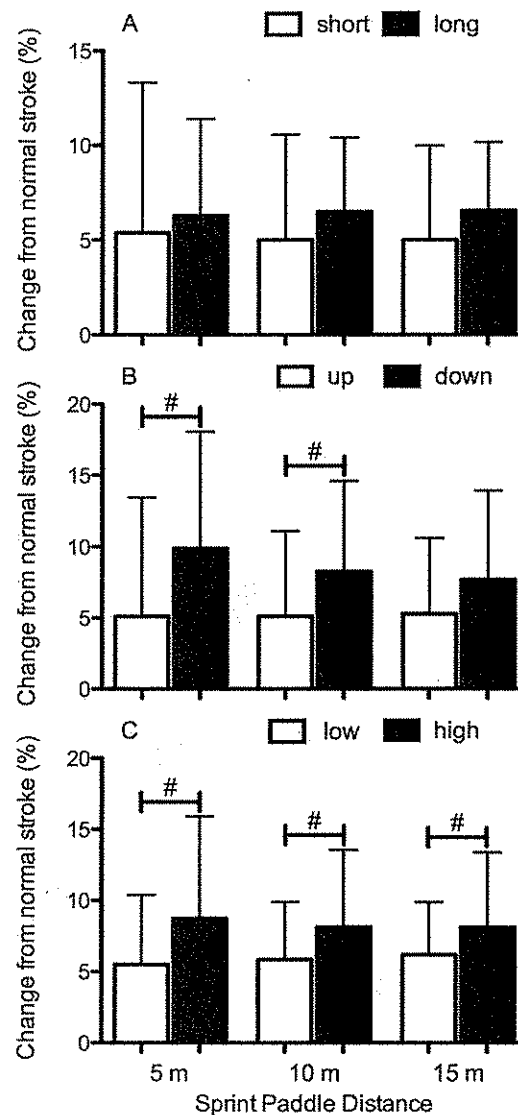 A short long
Change from normal stroke (%)
15
10
5
0
B up down
Change from normal stroke (%)
20
15
10
5
0
# #
C low high
Change from normal stroke (%)
20
15
10
5
0
# # #
5 m 10 m 15 m
Sprint Paddle Distance